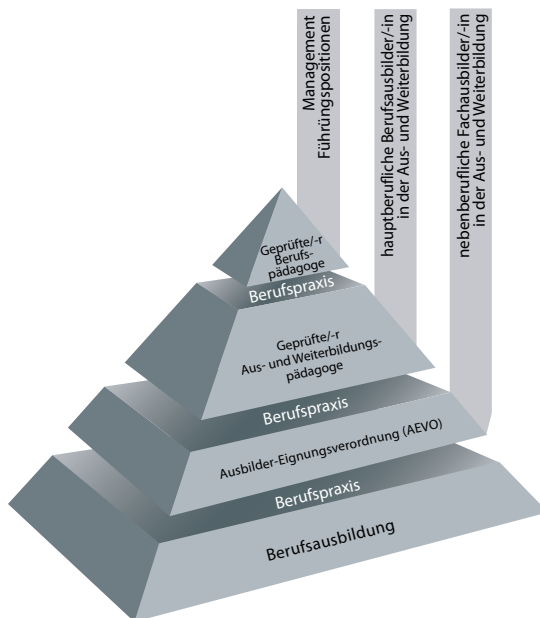 Management
Führungspositionen
hauptberufliche Berufsausbilder/-in
in der Aus- und Weiterbildung
nebenberufliche Fachausbilder/-in
in der Aus- und Weiterbildung
Geprüfte/-r
Berufs-
pädagoge
Berufspraxis
Geprüfte/-r
Aus- und Weiterbildungs-
pädagoge
Berufspraxis
Ausbilder-Eignungsverordnung (AEVO)
Berufspraxis
Berufsausbildung